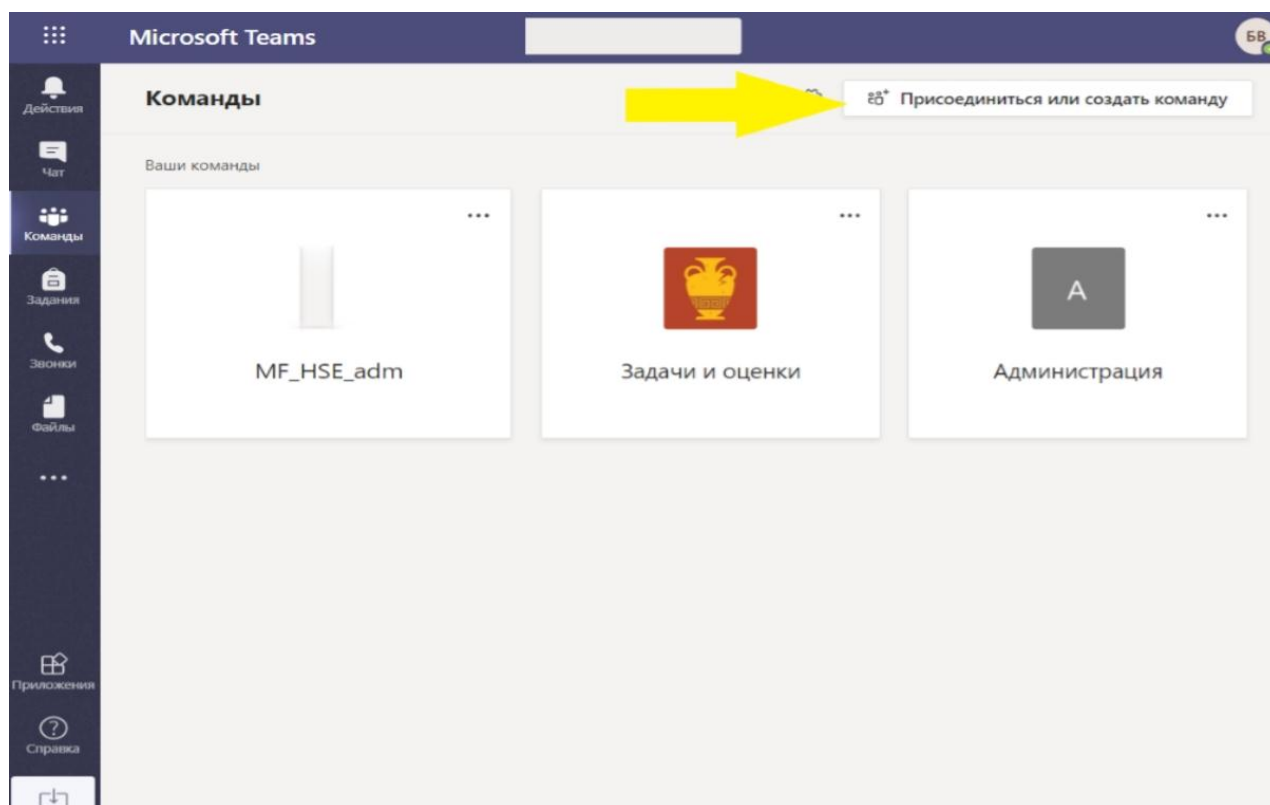 Microsoft Teams
БВ
Действия
Чат
Команды
Задания
Звонки
Файлы
Приложения
Справка
Команды
Присоединиться или создать команду
Ваши команды
MF_HSE_adm
Задачи и оценки
А
Администрация